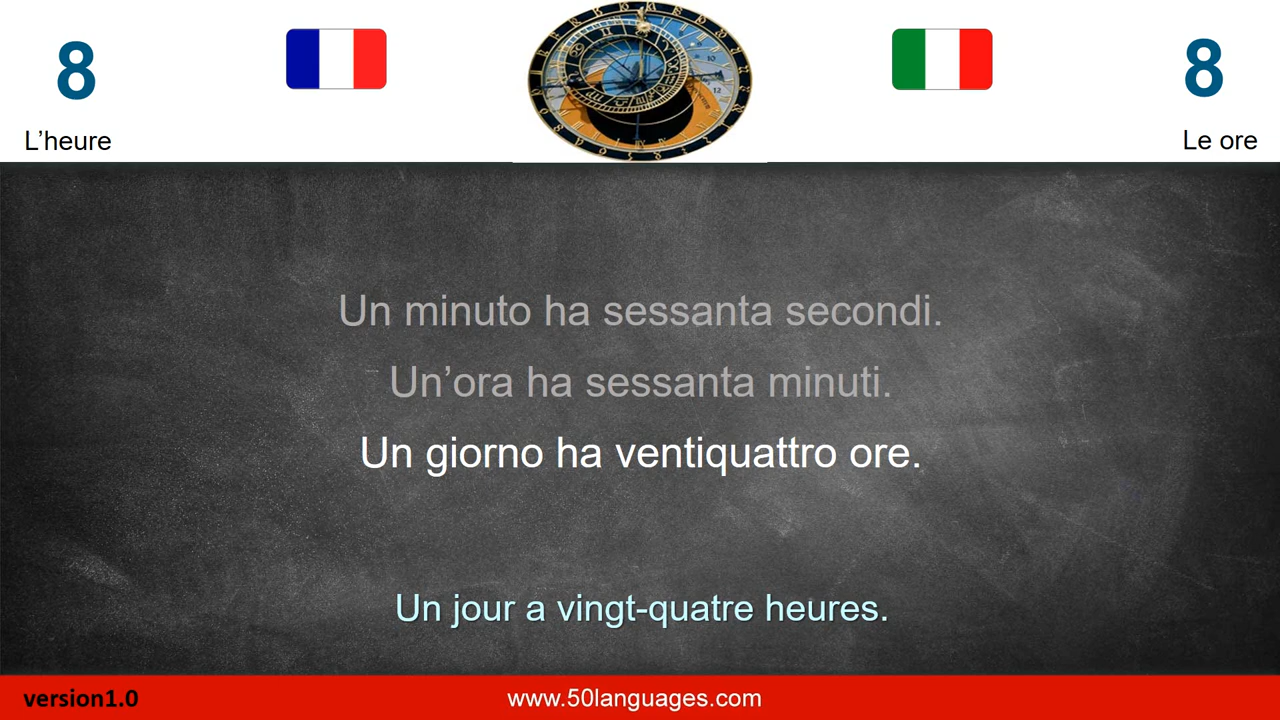 8
8
L’heure
Le ore
Un minuto ha sessanta secondi.
Un’ora ha sessanta minuti.
Un giorno ha ventiquattro ore.
Un jour a vingt-quatre heures.
version1.0
www.50languages.com